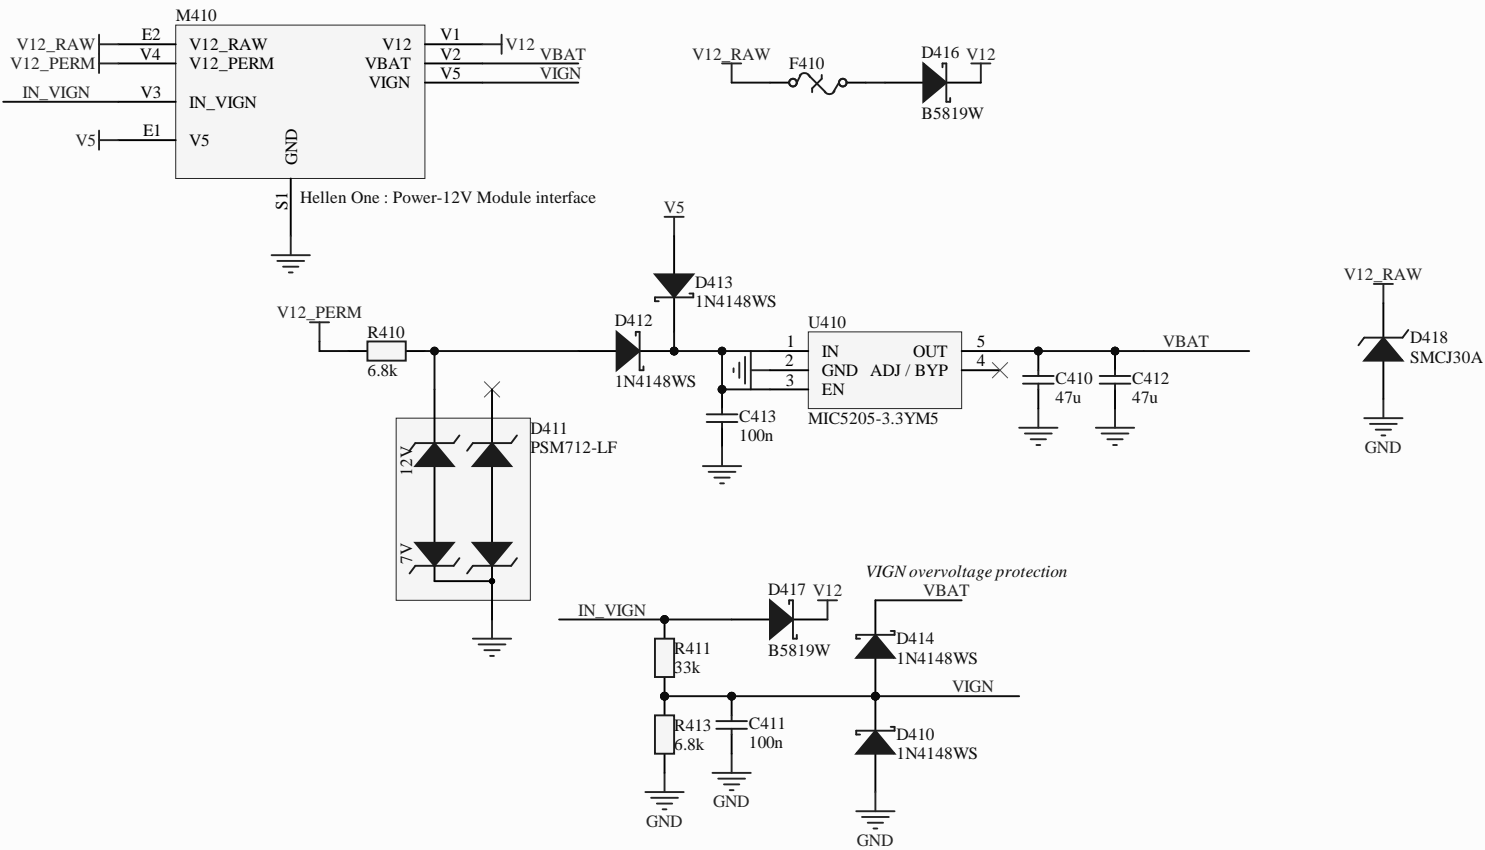 M410
V12_RAW E2 V12_RAW V12 V1 V12
V12_PERM V4 V12_PERM VBAT V2 VBAT
VIGN V5 VIGN
IN_VIGN V3 IN_VIGN
V5 E1 V5
GND
S1
Hellen One : Power-12V Module interface
V12_RAW F410 D416 V12
B5819W
V5
D413
1N4148WS
V12_PERM
R410
6.8k
D412
1N4148WS
U410
1 IN OUT 5
2 GND ADJ / BYP 4
3 EN
MIC5205-3.3YM5
VBAT
C413
100n
C410
47u
C412
47u
V12_RAW
D418
SMCJ30A
GND
D411
PSM712-LF
12V
7V
VIGN overvoltage protection
IN_VIGN
D417 V12
B5819W
VBAT
R411
33k
D414
1N4148WS
VIGN
R413
6.8k
C411
100n
D410
1N4148WS
GND
GND
GND